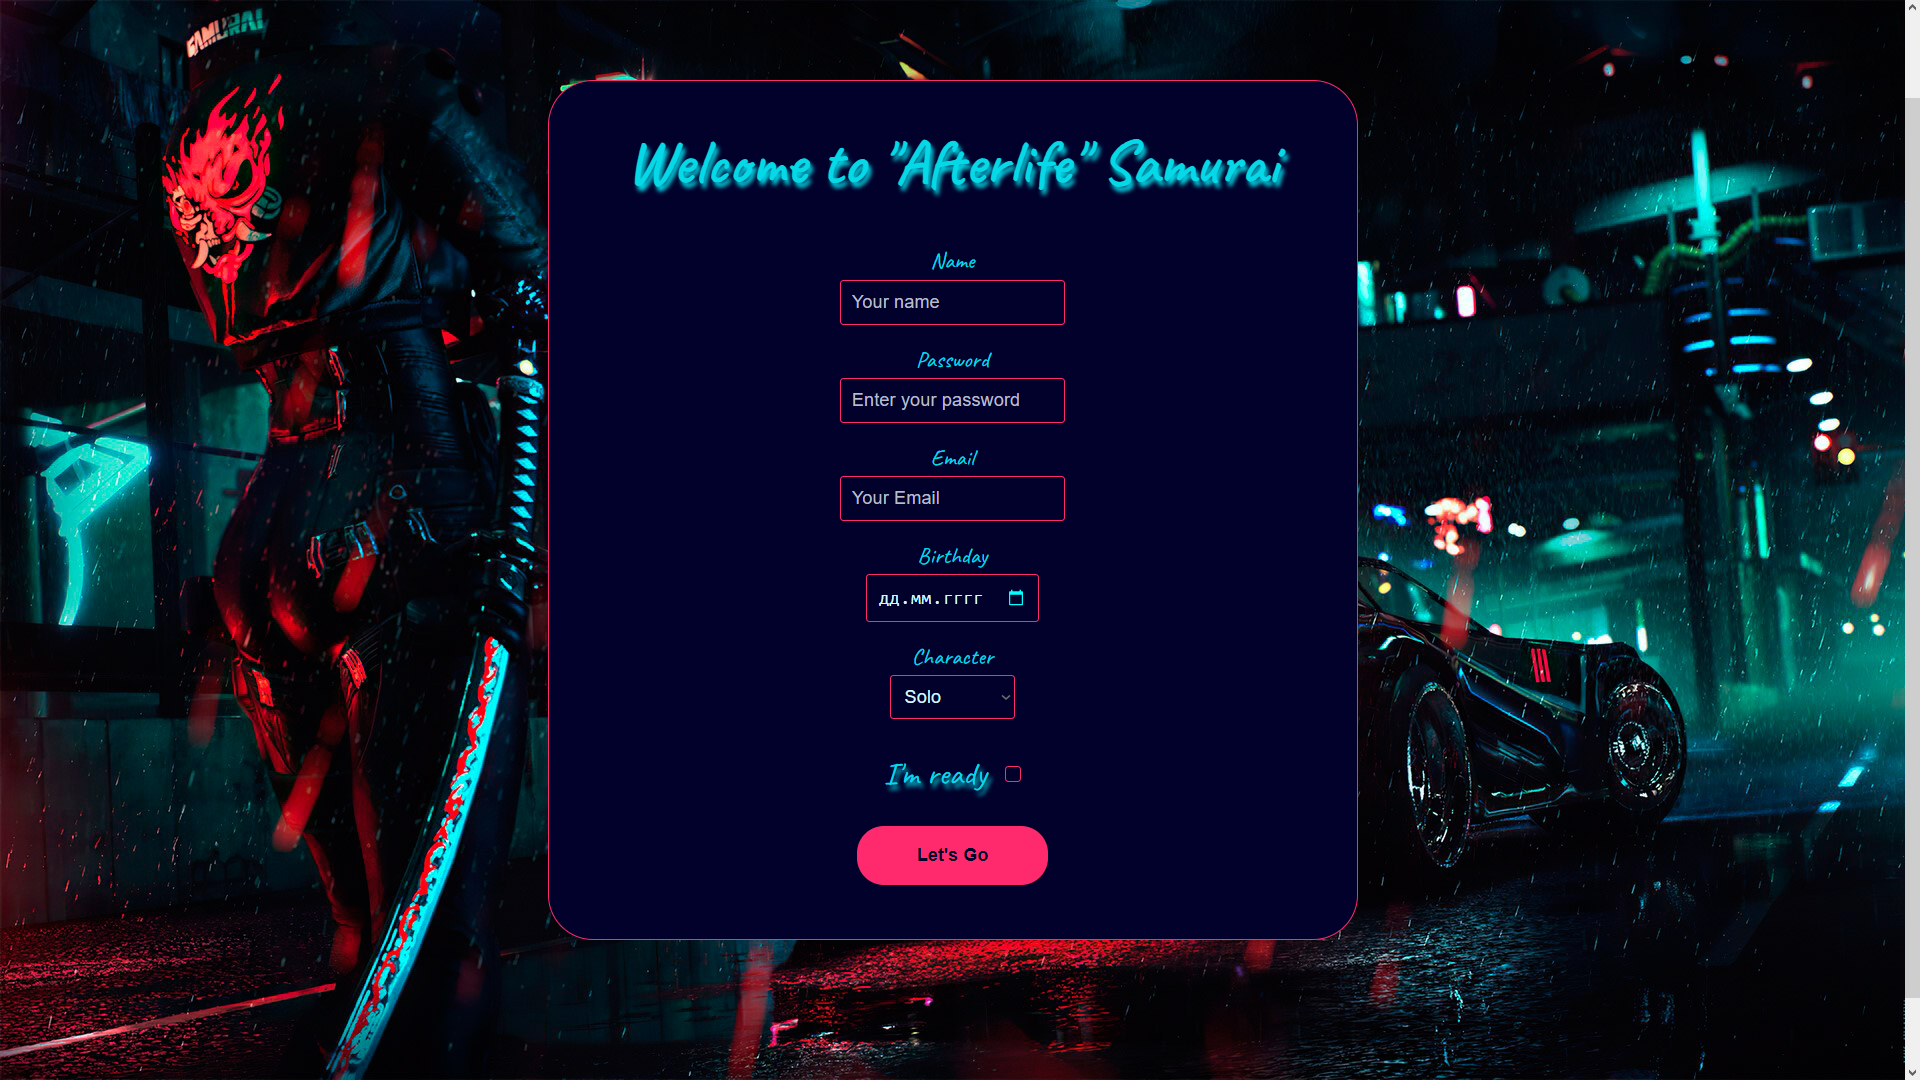 SAMURAI
Welcome to "Afterlife" Samurai
Name
Your name
Password
Enter your password
Email
Your Email
Birthday
дд.мм.гггг
Character
Solo
I'm ready
Let's Go